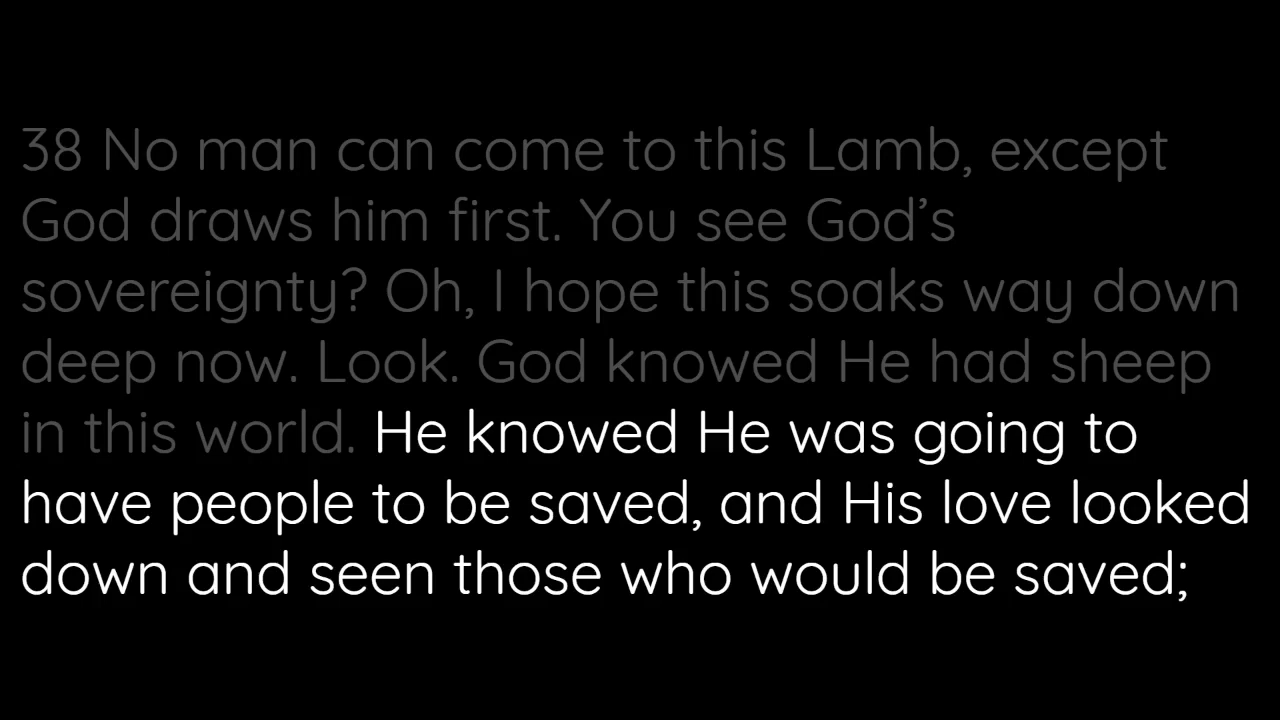 38 No man can come to this Lamb, except
God draws him first. You see God’s
sovereignty? Oh, I hope this soaks way down
deep now. Look. God knowed He had sheep
in this world. He knowed He was going to
have people to be saved, and His love looked
down and seen those who would be saved;